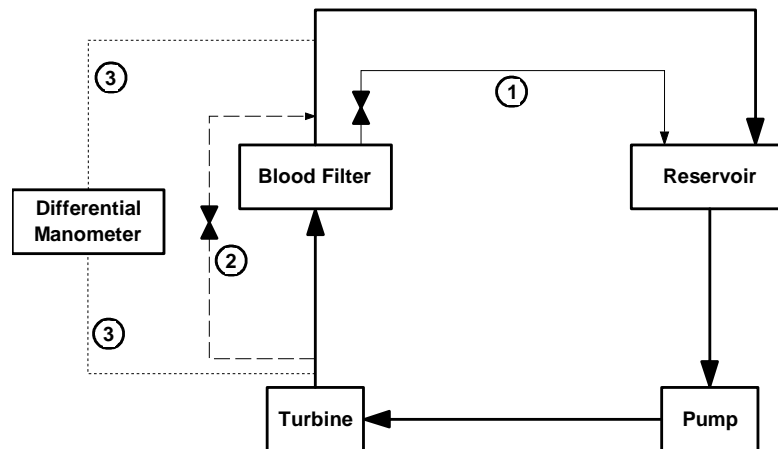 3
1
Blood Filter
Reservoir
Differential
Manometer
2
3
Turbine
Pump